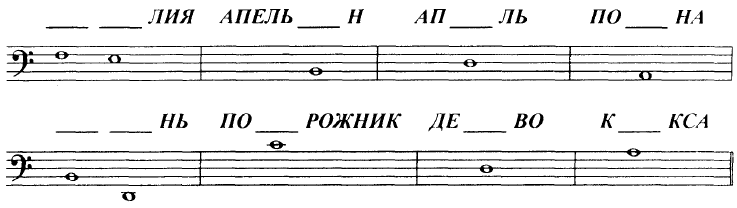 ___ ___ ЛИЯ АПЕЛЬ ___ Н АП ___ ЛЬ ПО ___ НА
___ ___ НЬ ПО ___ РОЖНИК ДЕ ___ ВО К ___ КСА